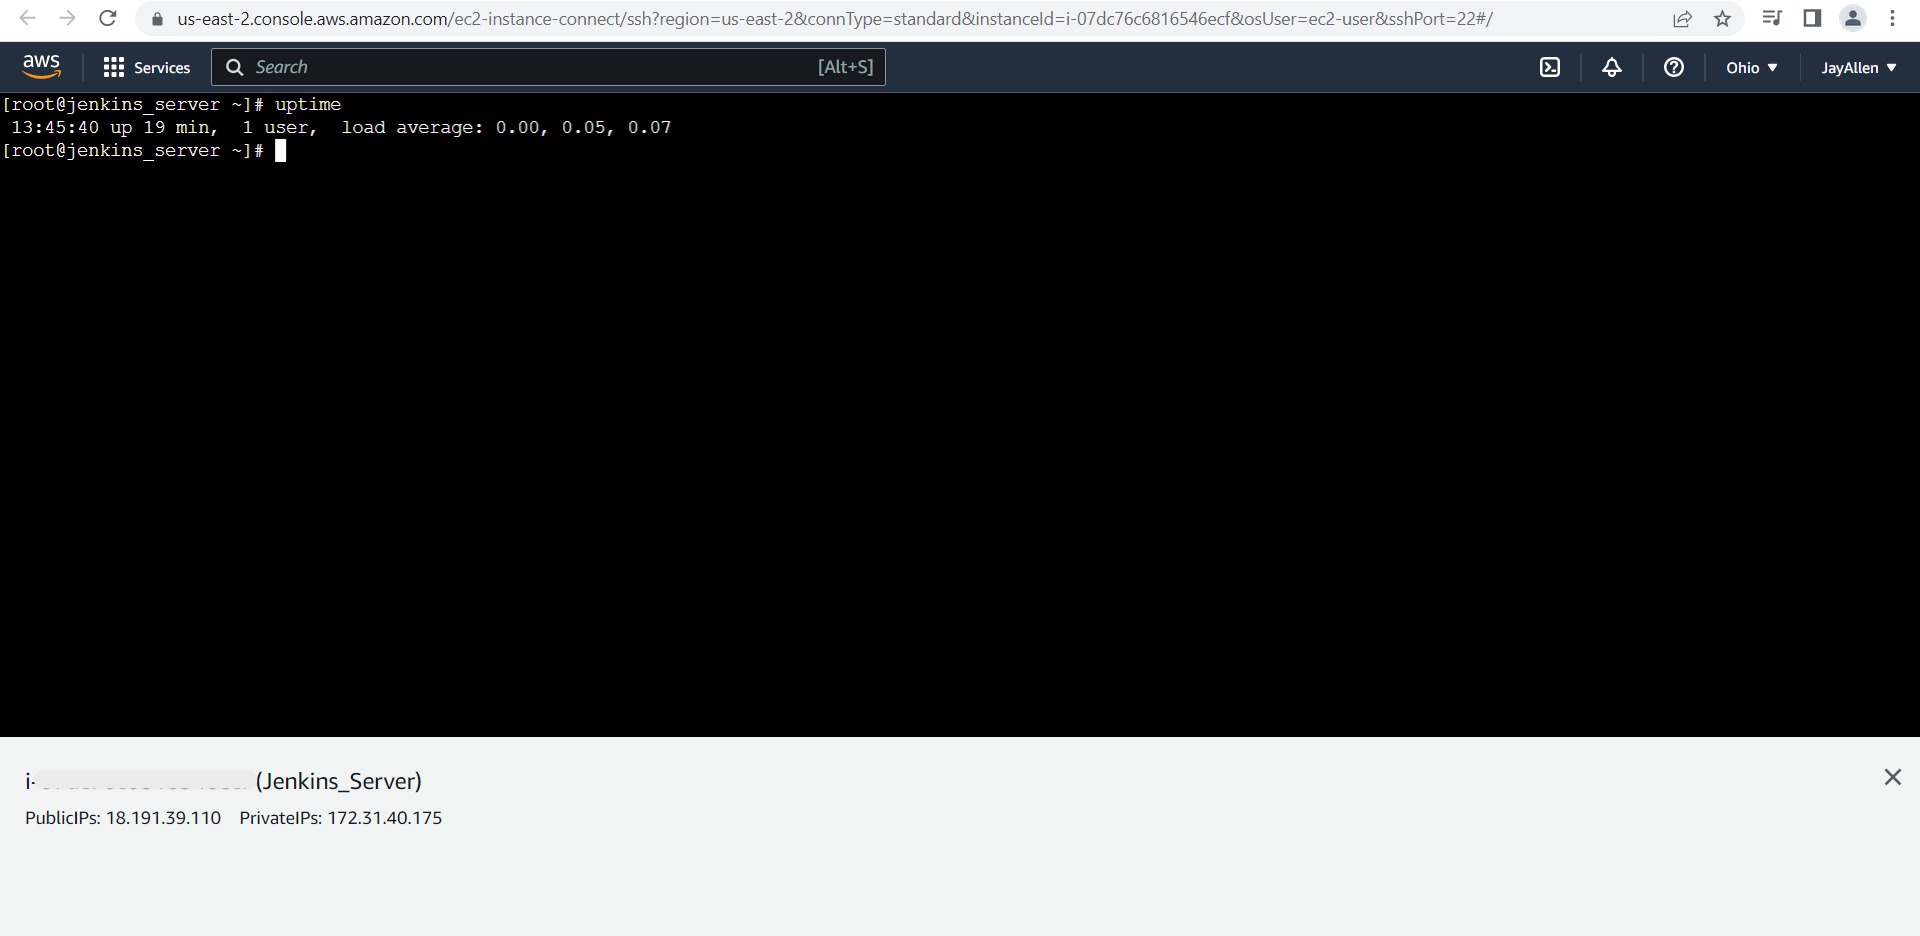 us-east-2.console.aws.amazon.com/ec2-instance-connect/ssh?region=us-east-2&connType=standard&instanceId=i-07dc76c6816546ecf&osUser=ec2-user&sshPort=22#/
aws Services Search [Alt+S] Ohio JayAllen
[root@jenkins_server ~]# uptime
 13:45:40 up 19 min,  1 user,  load average: 0.00, 0.05, 0.07
[root@jenkins_server ~]#
i- (Jenkins_Server)
PublicIPs: 18.191.39.110 PrivateIPs: 172.31.40.175